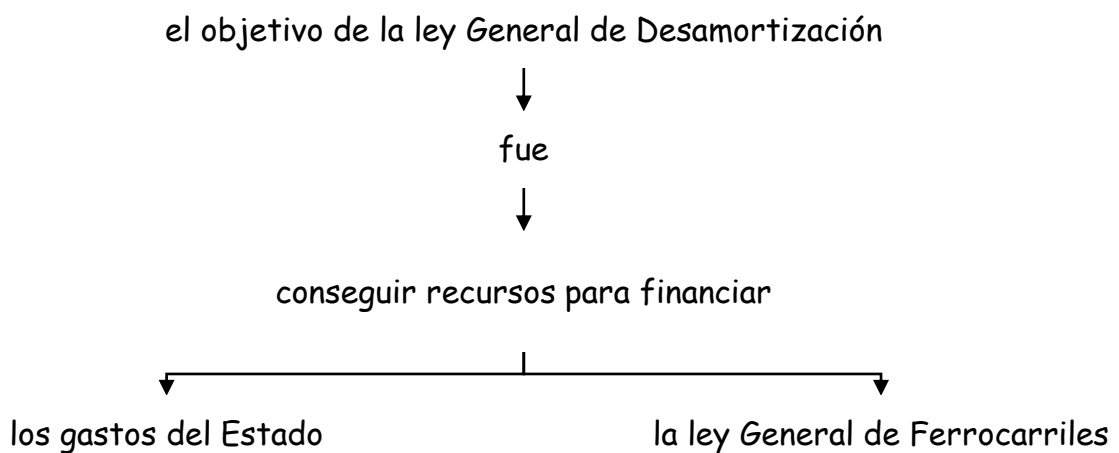 el objetivo de la ley General de Desamortización
fue
conseguir recursos para financiar
los gastos del Estado
la ley General de Ferrocarriles